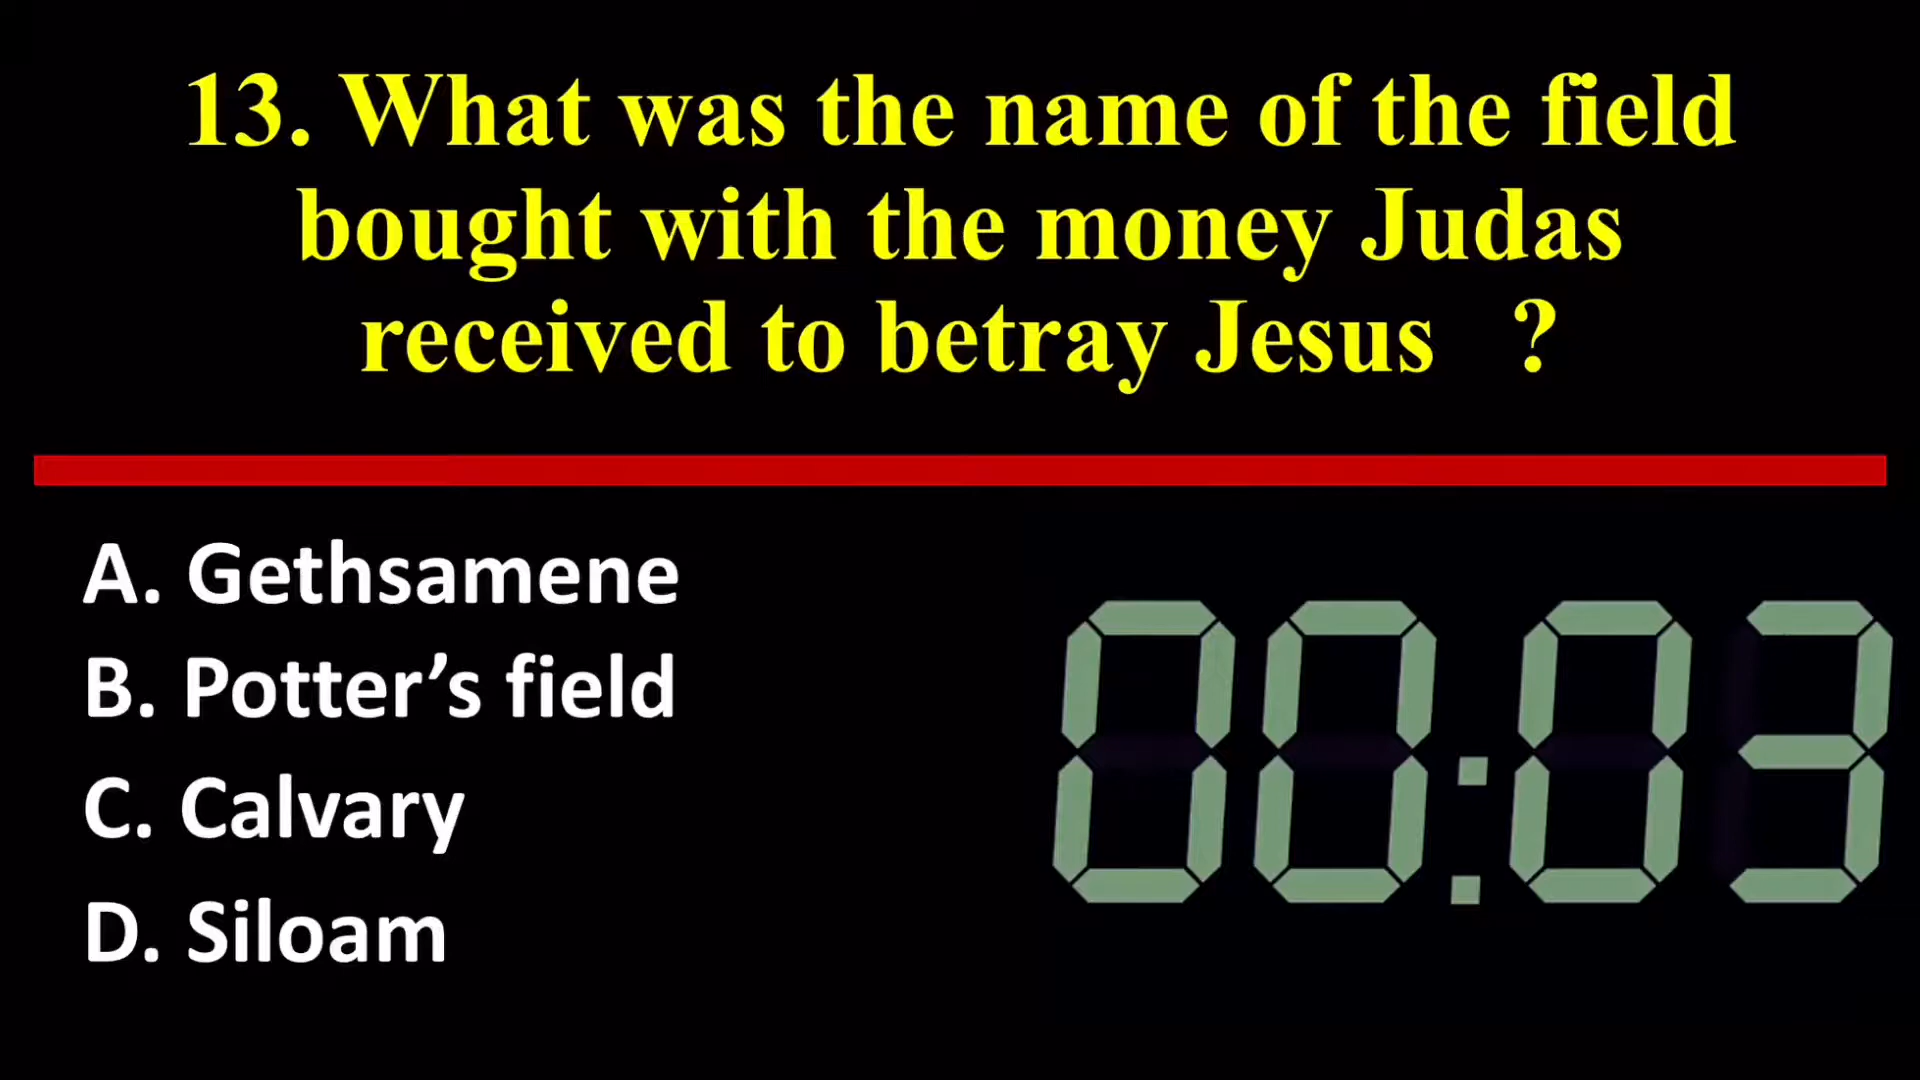 13. What was the name of the field
bought with the money Judas
received to betray Jesus   ?
A. Gethsamene
B. Potter’s field
C. Calvary
D. Siloam
00:03